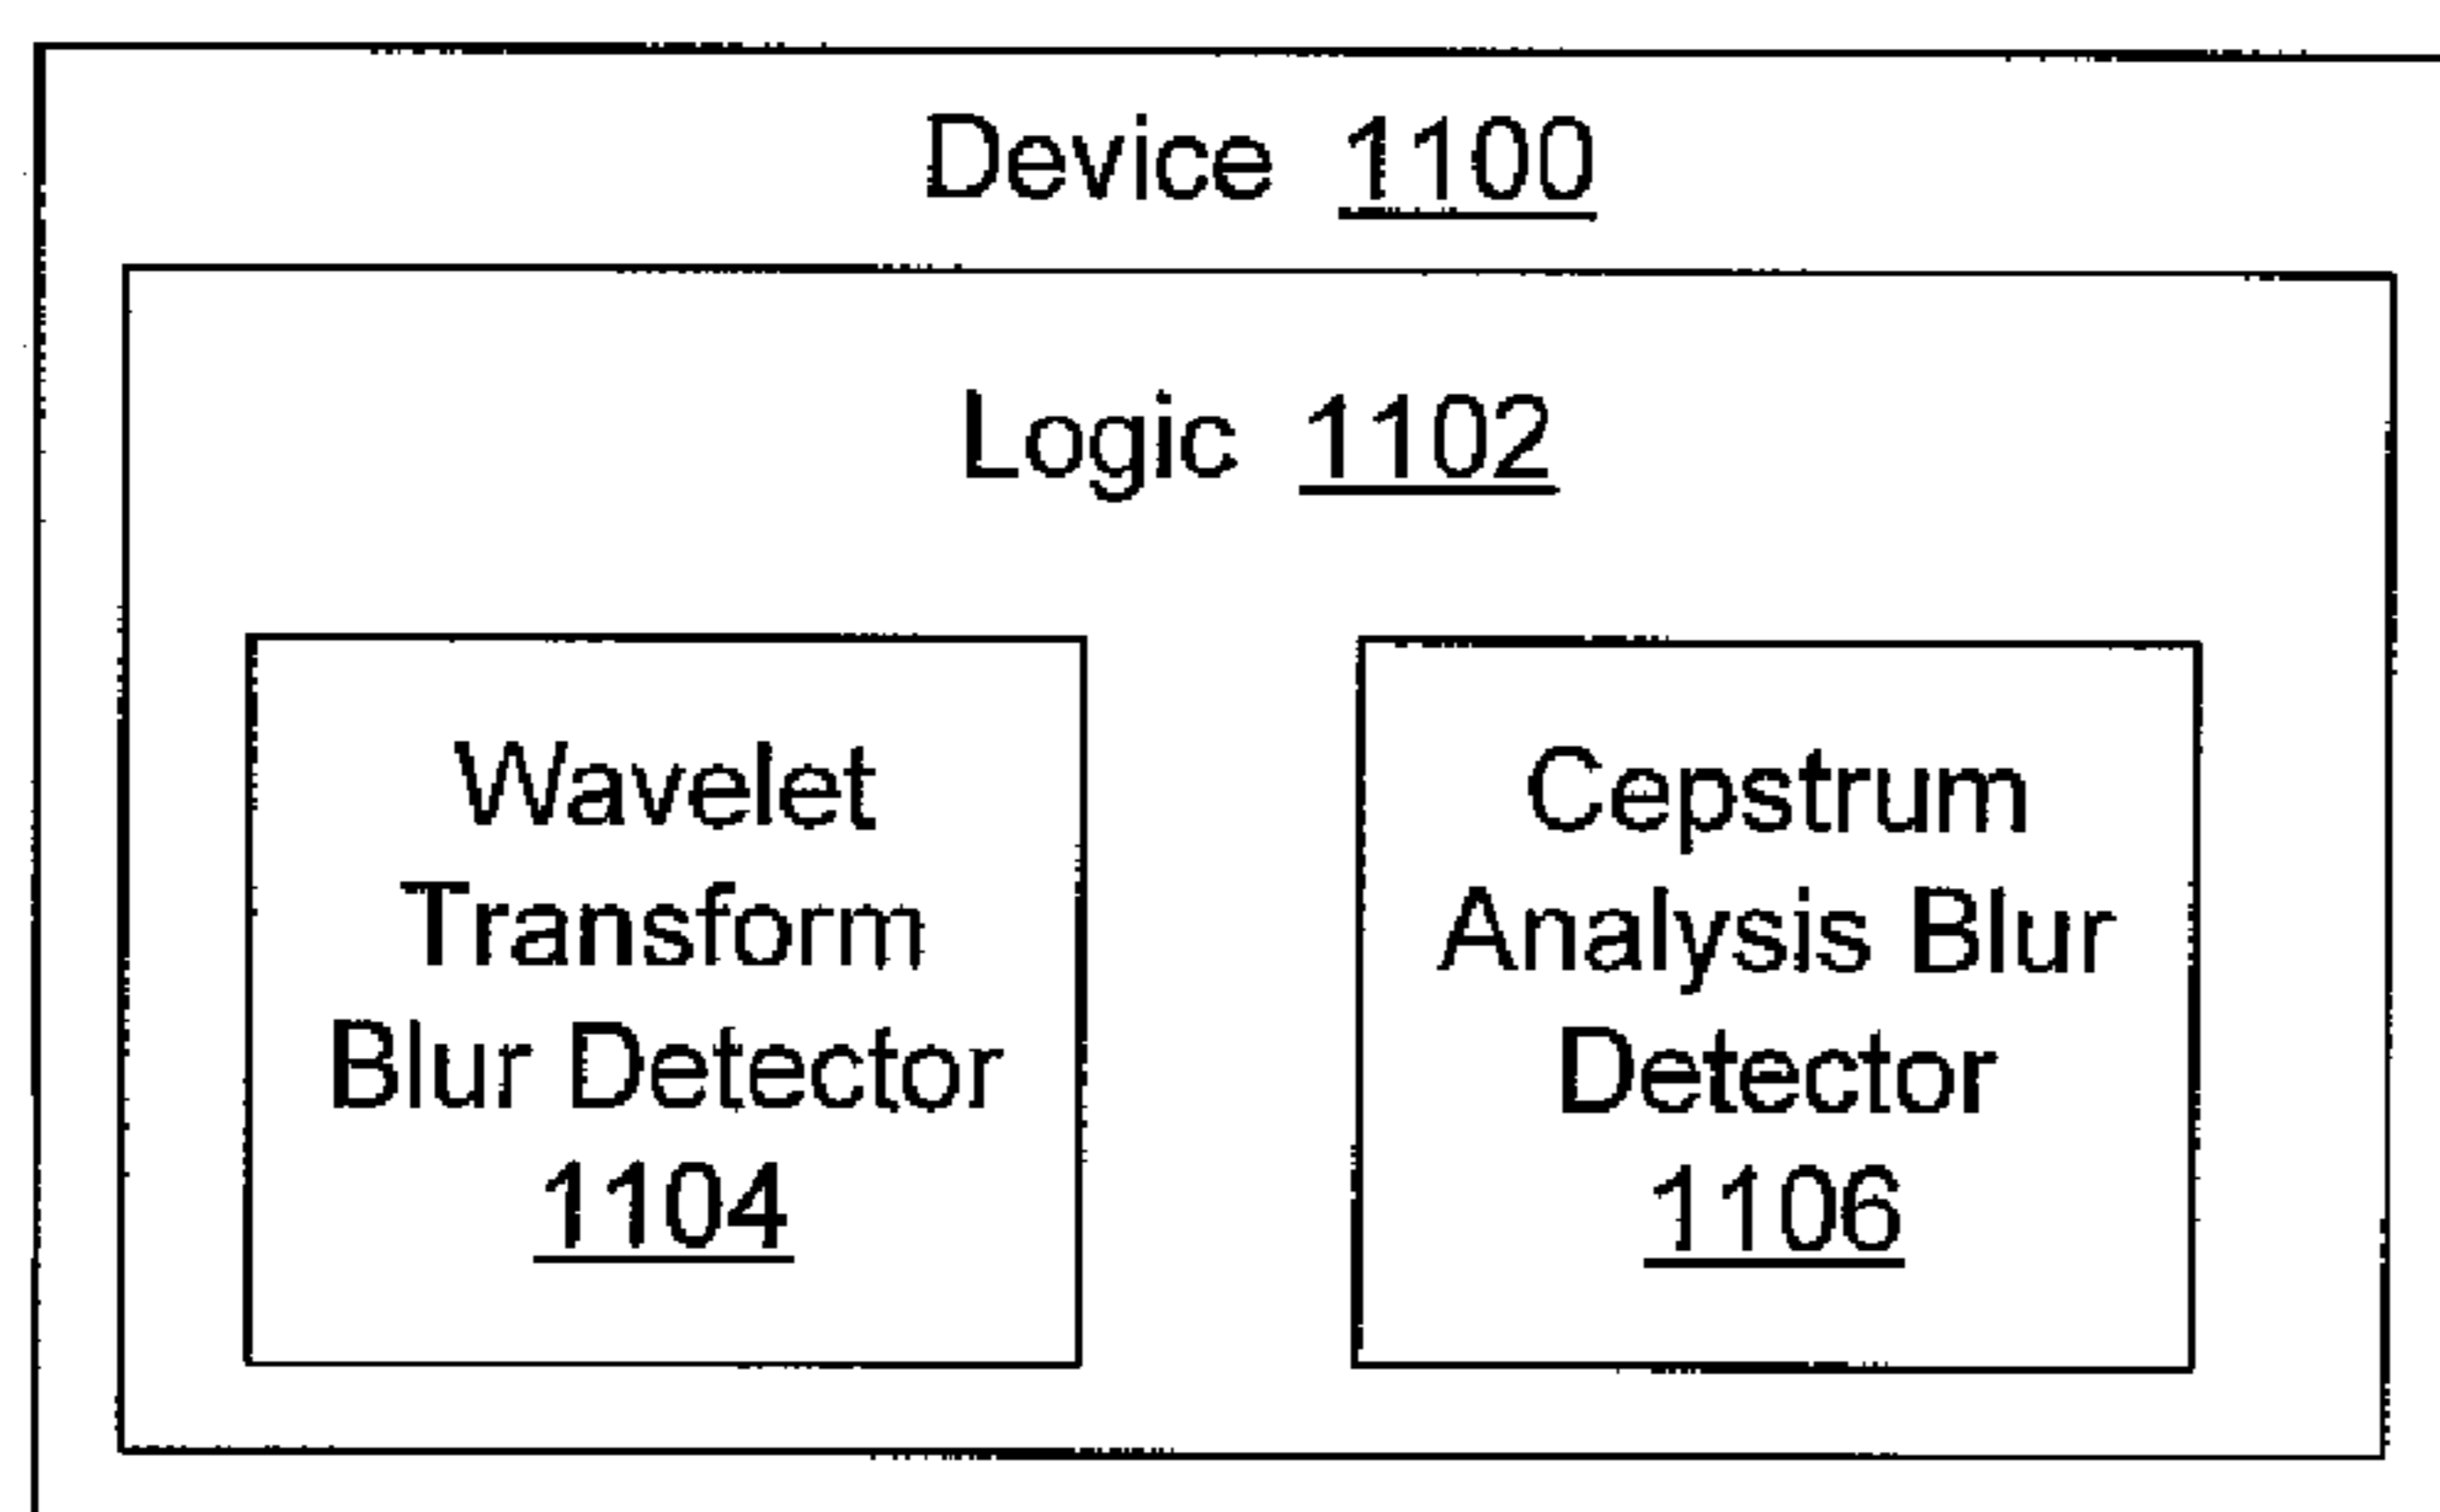 Device 1100
Logic 1102
Wavelet
Transform
Blur Detector
1104
Cepstrum
Analysis Blur
Detector
1106